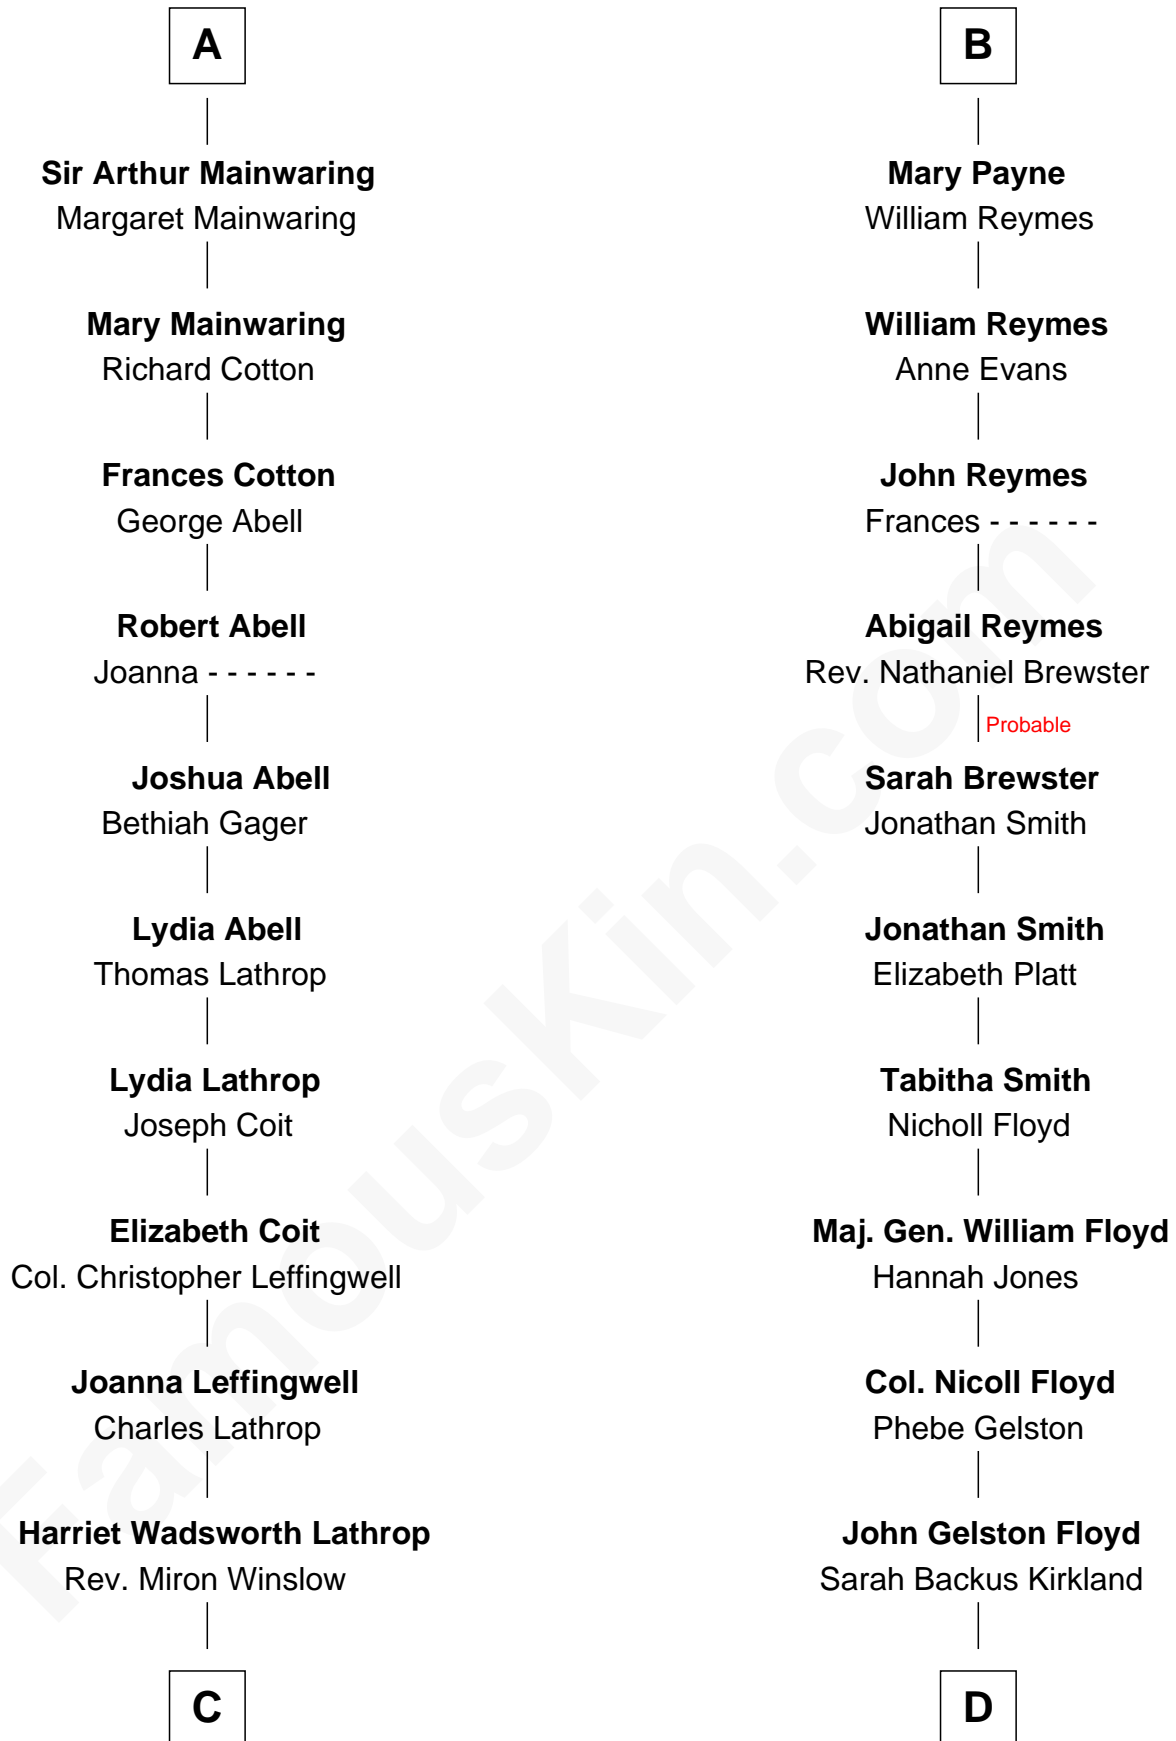 A
Sir Arthur Mainwaring
Margaret Mainwaring
Mary Mainwaring
Richard Cotton
Frances Cotton
George Abell
Robert Abell
Joanna - - - - - -
Joshua Abell
Bethiah Gager
Lydia Abell
Thomas Lathrop
Lydia Lathrop
Joseph Coit
Elizabeth Coit
Col. Christopher Leffingwell
Joanna Leffingwell
Charles Lathrop
Harriet Wadsworth Lathrop
Rev. Miron Winslow
C
B
Mary Payne
William Reymes
William Reymes
Anne Evans
John Reymes
Frances - - - - - -
Abigail Reymes
Rev. Nathaniel Brewster
Probable
Sarah Brewster
Jonathan Smith
Jonathan Smith
Elizabeth Platt
Tabitha Smith
Nicholl Floyd
Maj. Gen. William Floyd
Hannah Jones
Col. Nicoll Floyd
Phebe Gelston
John Gelston Floyd
Sarah Backus Kirkland
D
FamousKin.com